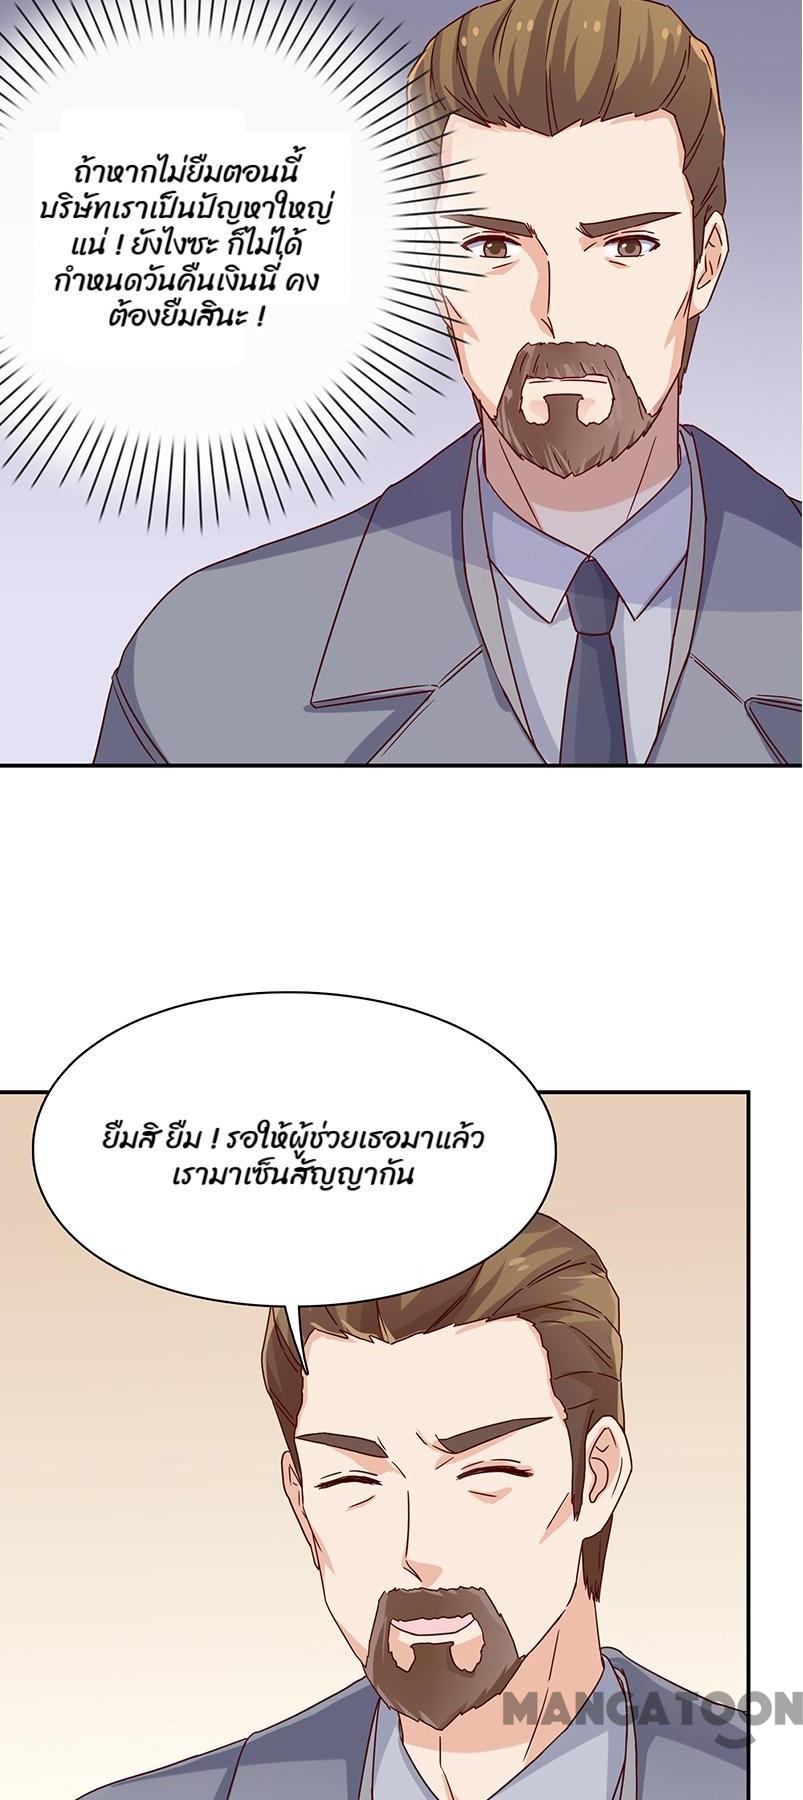 ถ้าหากไม่ยืมตอนนี้
บริษัทเราเป็นปัญหาใหญ่
แน่ ! ยังไงซะ ก็ไม่ได้
กำหนดวันคืนเงินนี่ คง
ต้องยืมสินะ !
ยืมสิ ยืม ! รอให้ผู้ช่วยเธอมาแล้ว
เรามาเซ็นสัญญากัน
MANGATOON